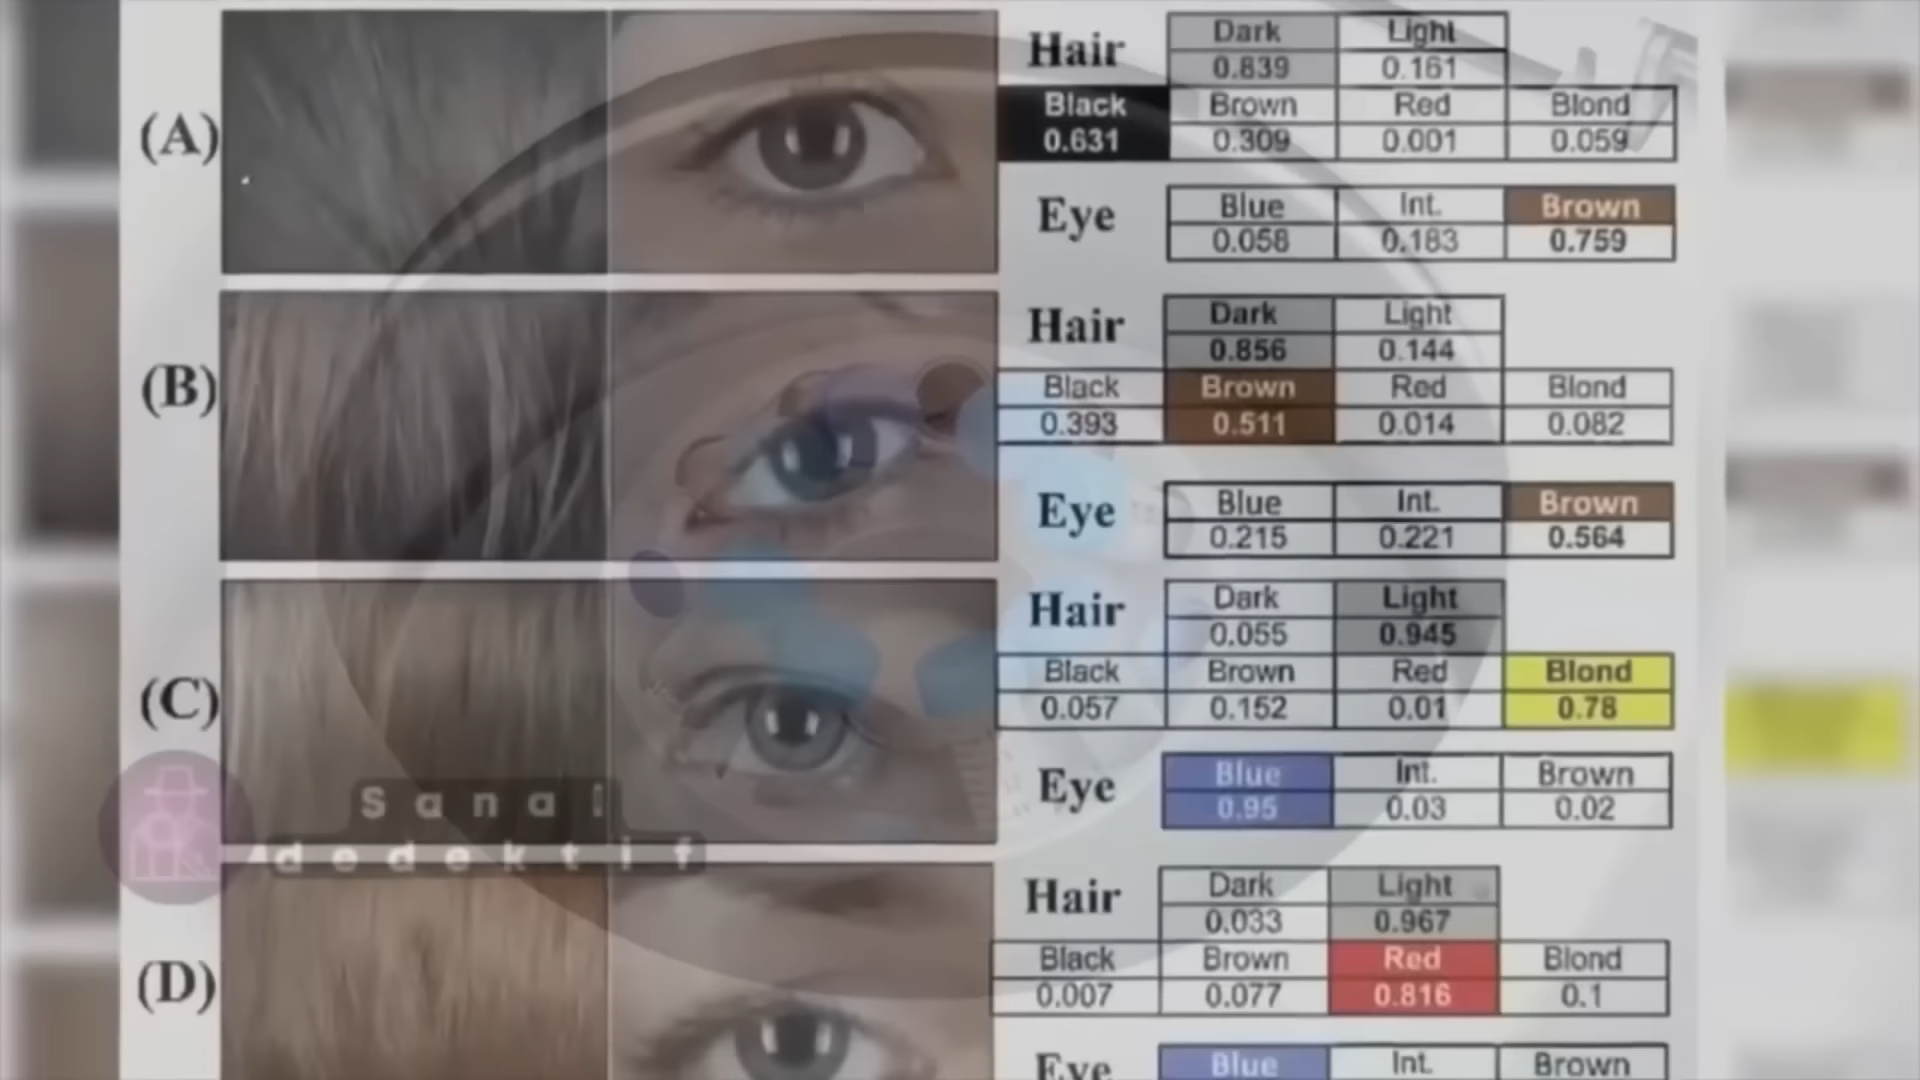 (A)
Hair
Dark Light
0.839 0.161
Black Brown Red Blond
0.631 0.309 0.001 0.059
Eye
Blue Int. Brown
0.058 0.183 0.759
(B)
Hair
Dark Light
0.856 0.144
Black Brown Red Blond
0.393 0.511 0.014 0.082
Eye
Blue Int. Brown
0.215 0.221 0.564
(C)
Hair
Dark Light
0.055 0.945
Black Brown Red Blond
0.057 0.152 0.01 0.78
Eye
Blue Int. Brown
0.95 0.03 0.02
Sanal
dedektif
(D)
Hair
Dark Light
0.033 0.967
Black Brown Red Blond
0.007 0.077 0.816 0.1
Eye
Blue Int. Brown